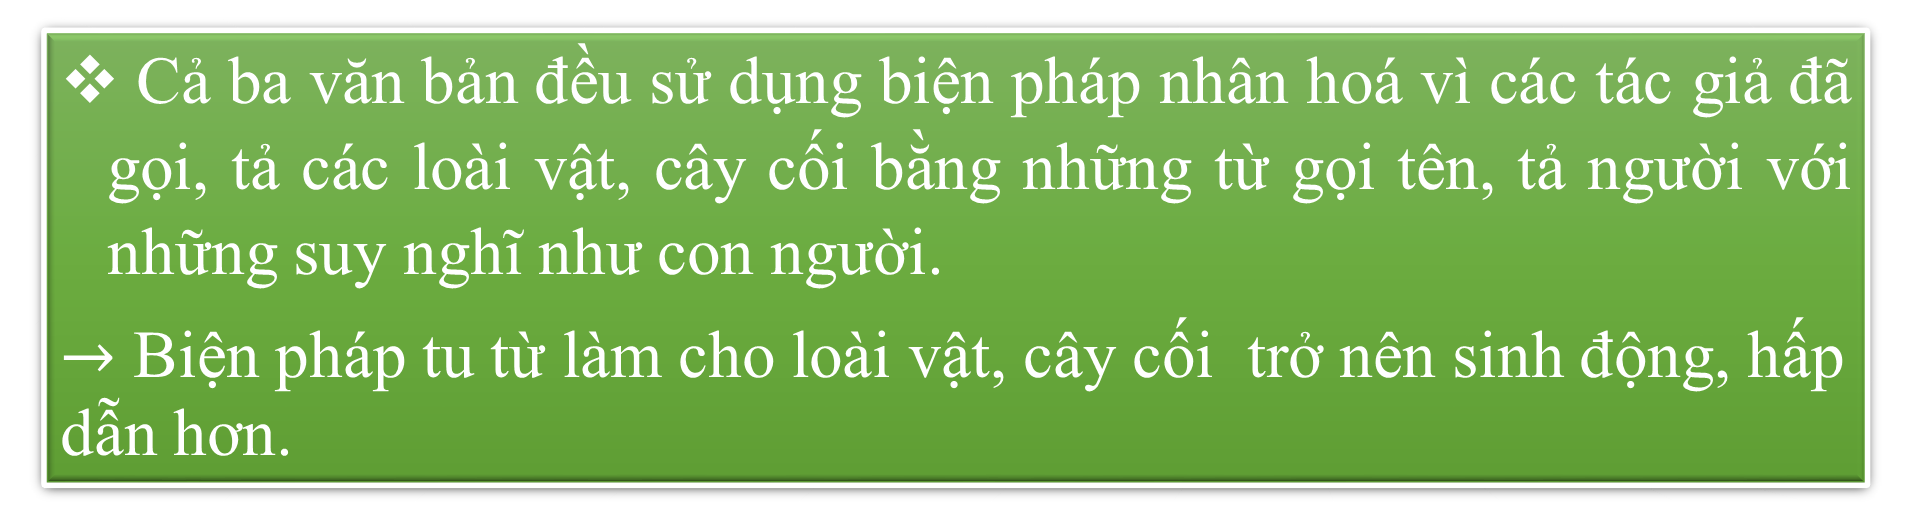 ❖ Cả ba văn bản đều sử dụng biện pháp nhân hoá vì các tác giả đã
gọi, tả các loài vật, cây cối bằng những từ gọi tên, tả người với
những suy nghĩ như con người.
→ Biện pháp tu từ làm cho loài vật, cây cối trở nên sinh động, hấp
dẫn hơn.